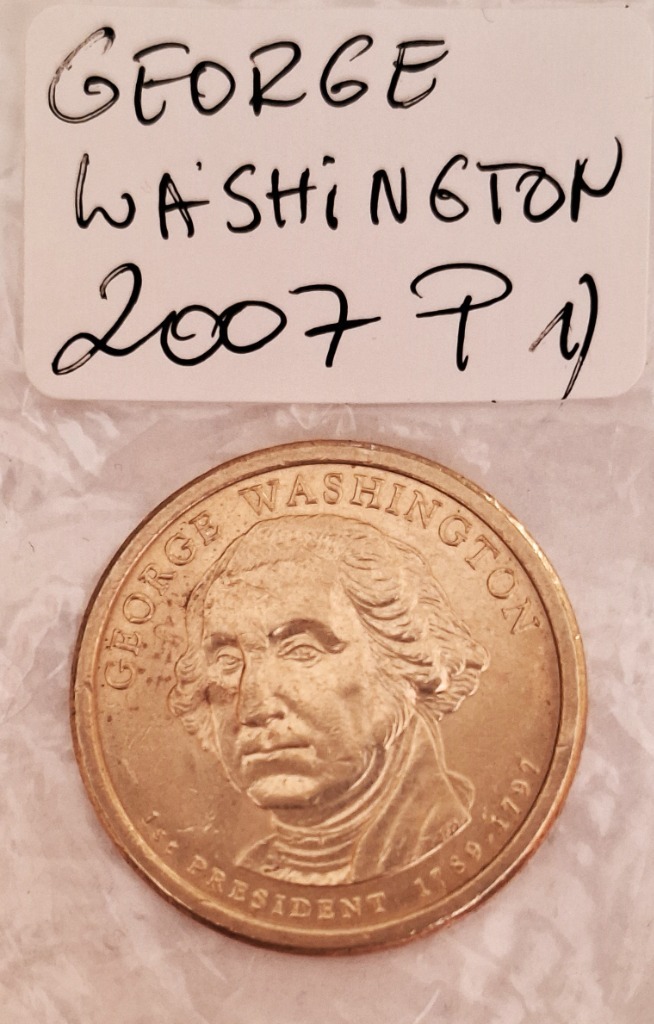 GEORGE
WASHiNGTON
2007 P 1)
GEORGE WASHINGTON
1st PRESIDENT 1789-1797